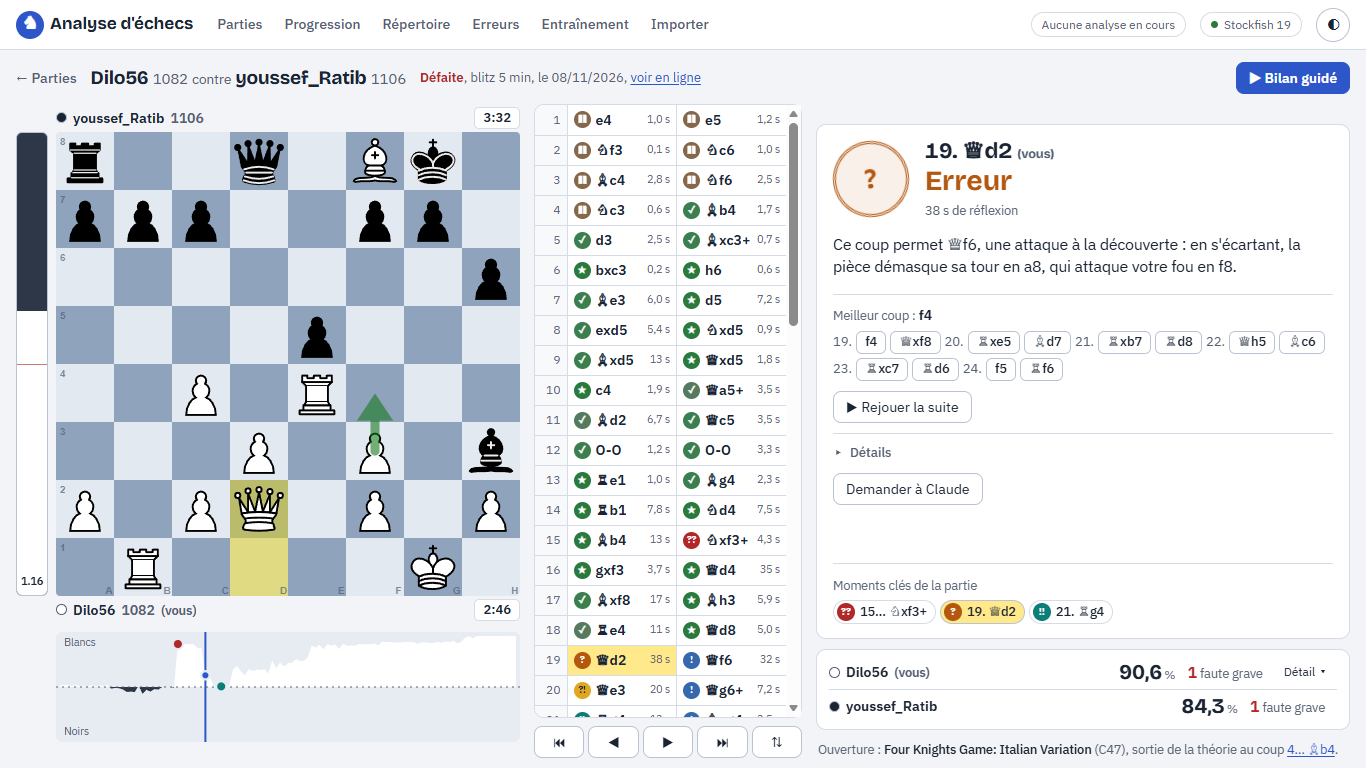 Analyse d'échecs Parties Progression Répertoire Erreurs Entraînement Importer Aucune analyse en cours Stockfish 19
← Parties Dilo56 1082 contre youssef_Ratib 1106 Défaite, blitz 5 min, le 08/11/2026, voir en ligne ▶ Bilan guidé
youssef_Ratib 1106 3:32
8
7
6
5
4
3
2
1
A B C D E F G H
1.16
Dilo56 1082 (vous) 2:46
Blancs
Noirs
1 e4 1,0 s e5 1,2 s
2 ♘f3 0,1 s ♘c6 1,0 s
3 ♗c4 2,8 s ♘f6 2,5 s
4 ♘c3 0,6 s ♗b4 1,7 s
5 d3 2,5 s ♗xc3+ 0,7 s
6 bxc3 0,2 s h6 0,6 s
7 ♗e3 6,0 s d5 7,2 s
8 exd5 5,4 s ♘xd5 0,9 s
9 ♗xd5 13 s ♛xd5 1,8 s
10 c4 1,9 s ♛a5+ 3,5 s
11 ♗d2 6,7 s ♛c5 3,5 s
12 O-O 1,2 s O-O 3,3 s
13 ♜e1 1,0 s ♗g4 2,3 s
14 ♜b1 7,8 s ♘d4 7,5 s
15 ♗b4 13 s ?? ♘xf3+ 4,3 s
16 gxf3 3,7 s ♛d4 35 s
17 ♗xf8 17 s ♗h3 5,9 s
18 ♜e4 11 s ♛d8 5,0 s
19 ? ♛d2 38 s ! ♛f6 32 s
20 ?! ♛e3 20 s ! ♛g6+ 7,2 s
?
19. ♛d2 (vous)
Erreur
38 s de réflexion
Ce coup permet ♕f6, une attaque à la découverte : en s'écartant, la
pièce démasque sa tour en a8, qui attaque votre fou en f8.
Meilleur coup : f4
19. f4 ♕xf8 20. ♖xe5 ♗d7 21. ♖xb7 ♖d8 22. ♕h5 ♗c6
23. ♖xc7 ♖d6 24. f5 ♖f6
▶ Rejouer la suite
▸ Détails
Demander à Claude
Moments clés de la partie
?? 15... ♘xf3+ ? 19. ♕d2 !! 21. ♖g4
Dilo56 (vous) 90,6 % 1 faute grave Détail ▾
youssef_Ratib 84,3 % 1 faute grave
Ouverture : Four Knights Game: Italian Variation (C47), sortie de la théorie au coup 4... ♗b4.